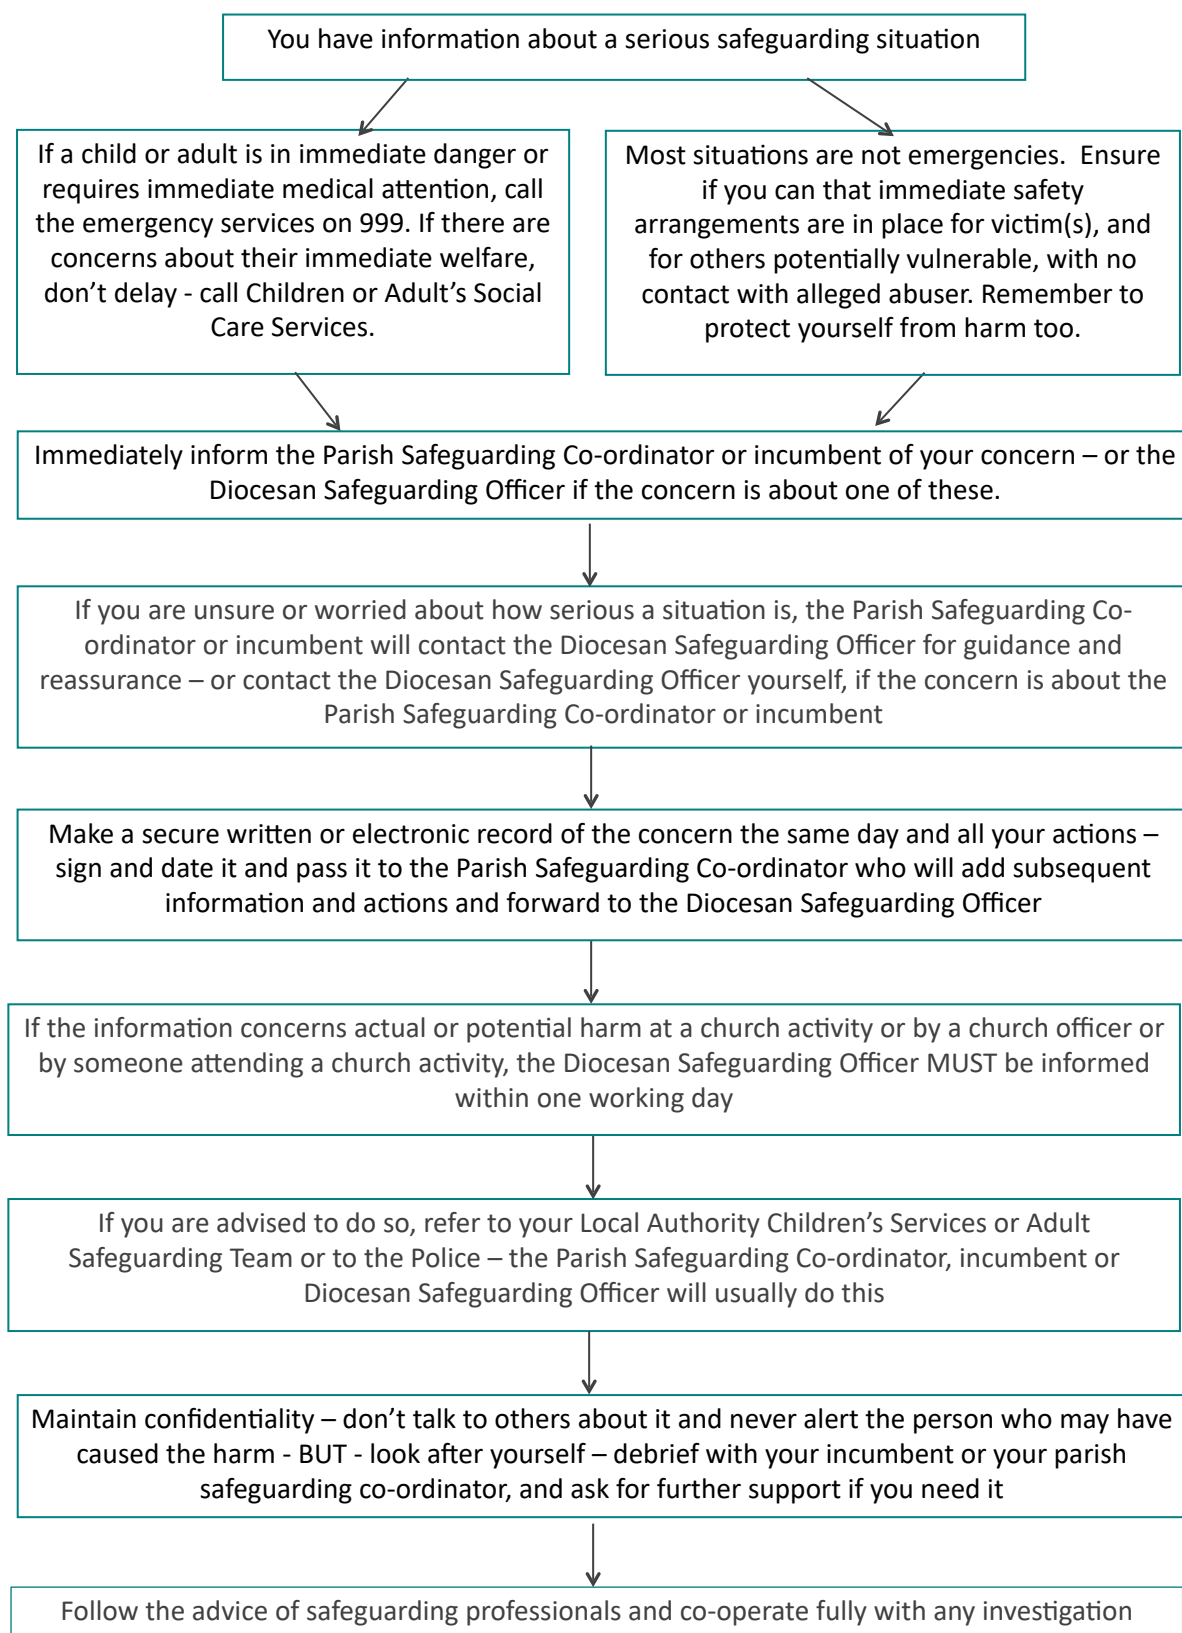 You have information about a serious safeguarding situation
If a child or adult is in immediate danger or
requires immediate medical attention, call
the emergency services on 999. If there are
concerns about their immediate welfare,
don’t delay - call Children or Adult’s Social
Care Services.
Most situations are not emergencies.  Ensure
if you can that immediate safety
arrangements are in place for victim(s), and
for others potentially vulnerable, with no
contact with alleged abuser. Remember to
protect yourself from harm too.
Immediately inform the Parish Safeguarding Co-ordinator or incumbent of your concern – or the
Diocesan Safeguarding Officer if the concern is about one of these.
If you are unsure or worried about how serious a situation is, the Parish Safeguarding Co-
ordinator or incumbent will contact the Diocesan Safeguarding Officer for guidance and
reassurance – or contact the Diocesan Safeguarding Officer yourself, if the concern is about the
Parish Safeguarding Co-ordinator or incumbent
Make a secure written or electronic record of the concern the same day and all your actions –
sign and date it and pass it to the Parish Safeguarding Co-ordinator who will add subsequent
information and actions and forward to the Diocesan Safeguarding Officer
If the information concerns actual or potential harm at a church activity or by a church officer or
by someone attending a church activity, the Diocesan Safeguarding Officer MUST be informed
within one working day
If you are advised to do so, refer to your Local Authority Children’s Services or Adult
Safeguarding Team or to the Police – the Parish Safeguarding Co-ordinator, incumbent or
Diocesan Safeguarding Officer will usually do this
Maintain confidentiality – don’t talk to others about it and never alert the person who may have
caused the harm - BUT - look after yourself – debrief with your incumbent or your parish
safeguarding co-ordinator, and ask for further support if you need it
Follow the advice of safeguarding professionals and co-operate fully with any investigation